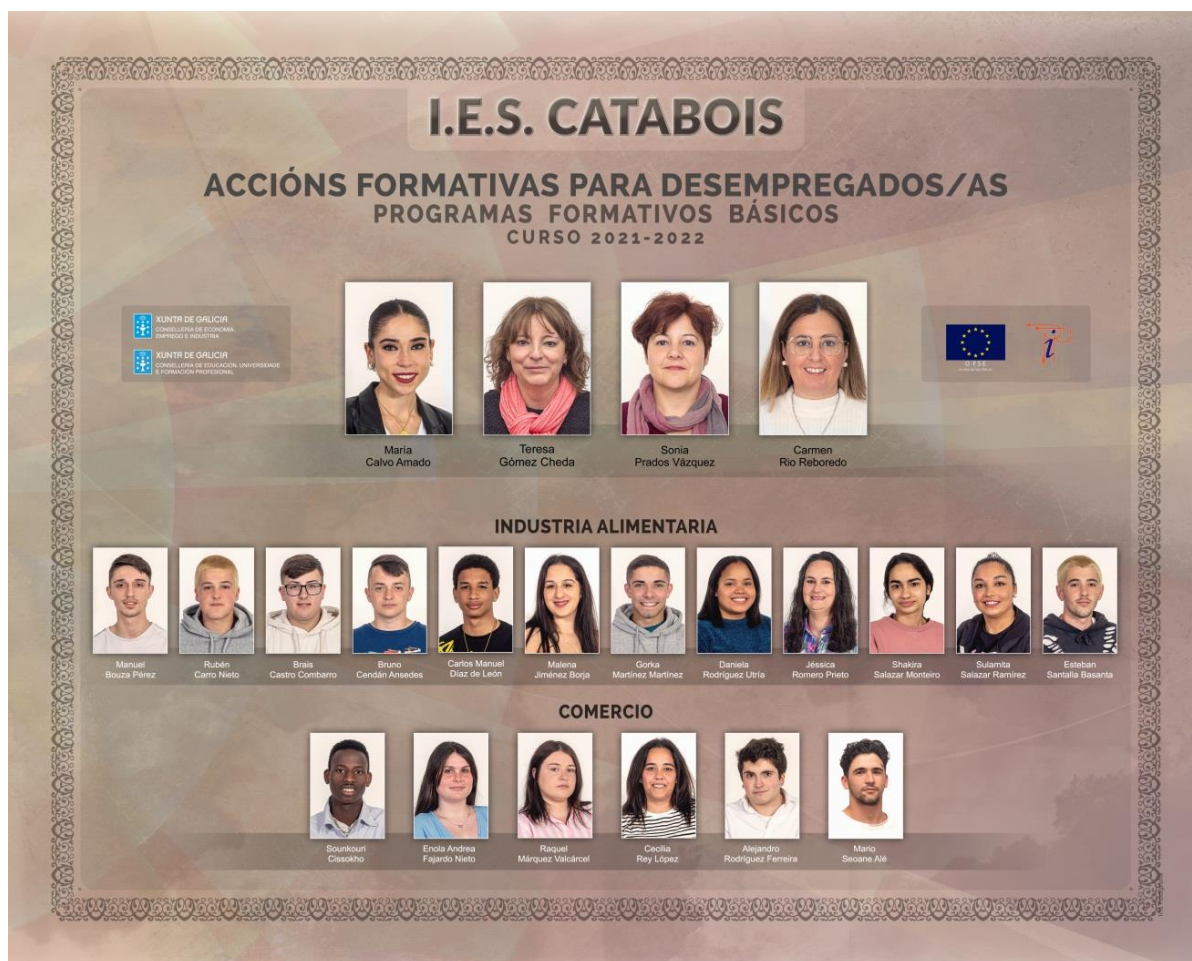 I.E.S. CATABOIS
ACCIÓNS FORMATIVAS PARA DESEMPREGADOS/AS
PROGRAMAS FORMATIVOS BÁSICOS
CURSO 2021-2022
XUNTA DE GALICIA
CONSELLERÍA DE ECONOMÍA,
EMPREGO E INDUSTRIA
XUNTA DE GALICIA
CONSELLERÍA DE EDUCACIÓN, UNIVERSIDADE
E FORMACIÓN PROFESIONAL
María
Calvo Amado
Teresa
Gómez Cheda
Sonia
Prados Vázquez
Carmen
Rio Reboredo
INDUSTRIA ALIMENTARIA
Manuel
Bouza Pérez
Rubén
Carro Nieto
Brais
Castro Combarro
Bruno
Cendán Ansedes
Carlos Manuel
Díaz de León
Malena
Jiménez Borja
Gorka
Martínez Martínez
Daniela
Rodríguez Utría
Jéssica
Romero Prieto
Shakira
Salazar Monteiro
Sulamita
Salazar Ramírez
Esteban
Santalla Basanta
COMERCIO
Sounkouri
Cissokho
Enola Andrea
Fajardo Nieto
Raquel
Márquez Valcárcel
Cecilia
Rey López
Alejandro
Rodríguez Ferreira
Mario
Seoane Alé